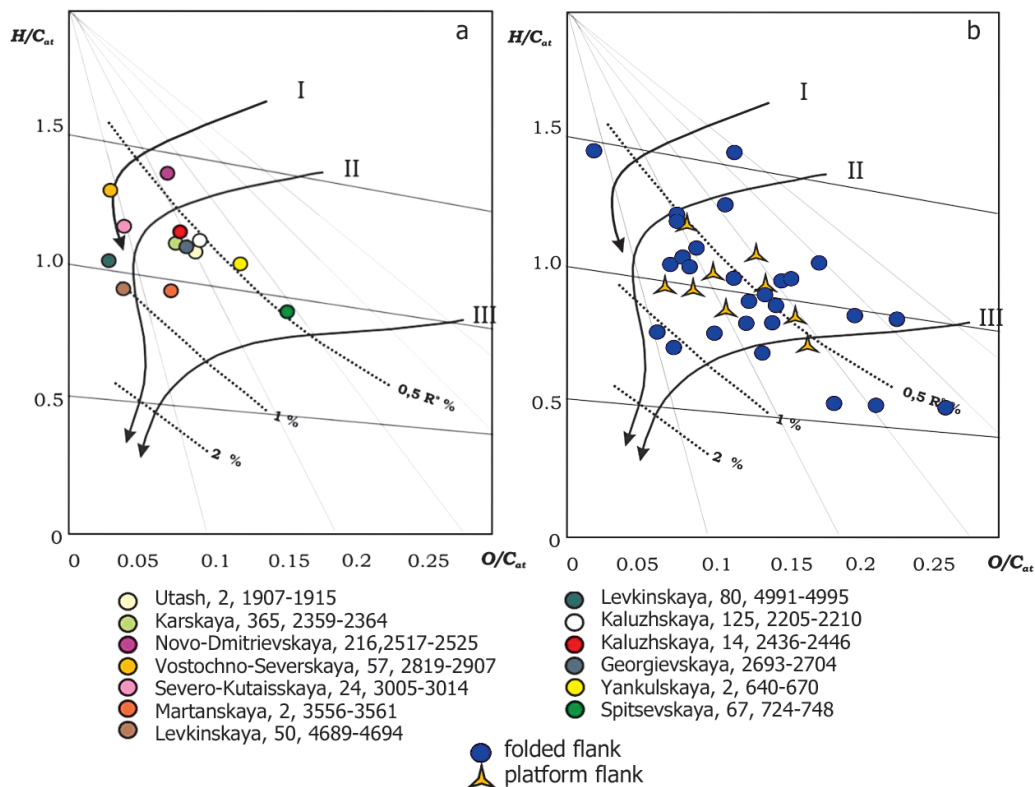 H/C at
a
1.5
1.0
0.5
0
I
II
III
0,5 R° %
1 %
2 %
0
0.05
0.1
0.15
0.2
0.25
O/C at
H/C at
b
1.5
1.0
0.5
0
I
II
III
0,5 R° %
1 %
2 %
0
0.05
0.1
0.15
0.2
0.25
O/C at
Utash, 2, 1907-1915
Karskaya, 365, 2359-2364
Novo-Dmitrievskaya, 216,2517-2525
Vostochno-Severskaya, 57, 2819-2907
Severo-Kutaisskaya, 24, 3005-3014
Martanskaya, 2, 3556-3561
Levkinskaya, 50, 4689-4694
Levkinskaya, 80, 4991-4995
Kaluzhskaya, 125, 2205-2210
Kaluzhskaya, 14, 2436-2446
Georgievskaya, 2693-2704
Yankulskaya, 2, 640-670
Spitsevskaya, 67, 724-748
folded flank
platform flank